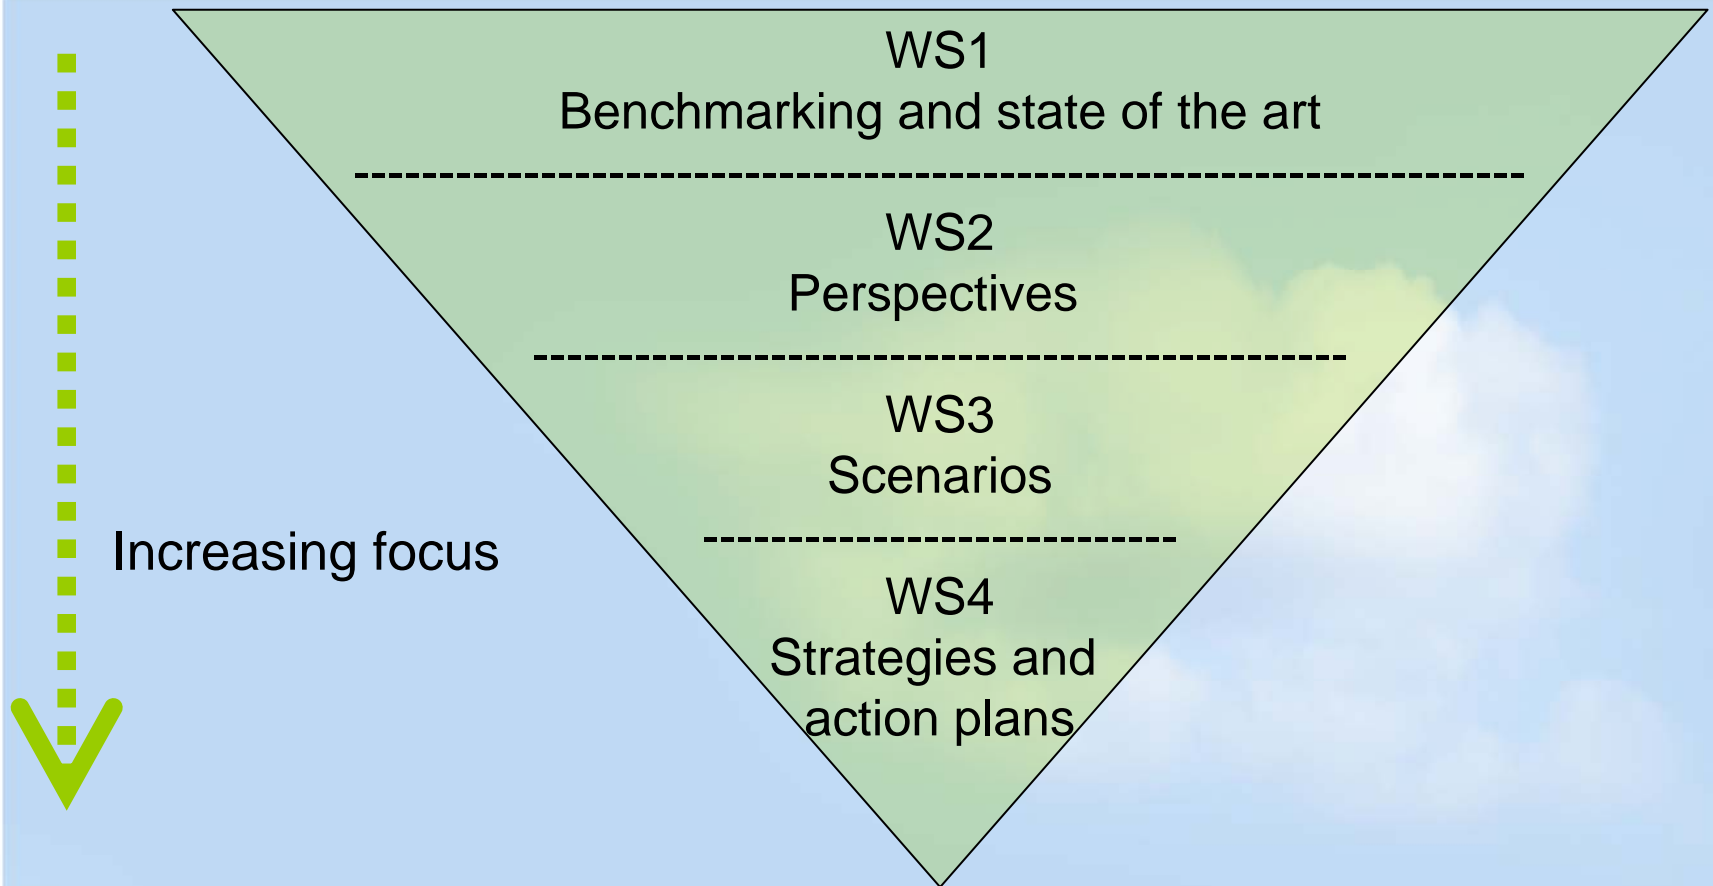 WS1
Benchmarking and state of the art
WS2
Perspectives
WS3
Scenarios
Increasing focus
WS4
Strategies and
action plans